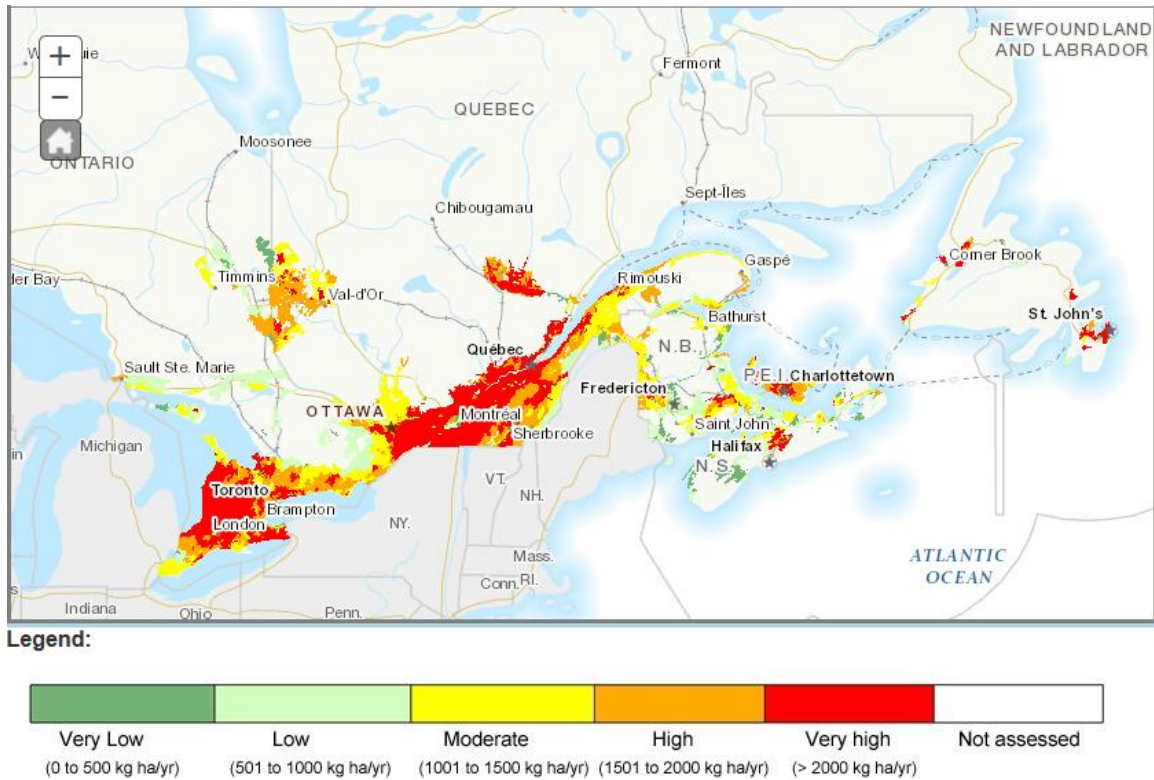 NEWFOUNDLAND
AND LABRADOR
+
−
Fermont
QUEBEC
Moosonee
ONTARIO
Sept-Îles
Chibougamau
Corner Brook
Gaspé
Rimouski
Timmins
Val-d'Or
St. John's
Bathurst
Québec
N.B.
P.E.I.
Charlottetown
Sault Ste. Marie
Fredericton
OTTAWA
Montréal
Saint John
Sherbrooke
Halifax
Michigan
N.S.
VT.
Toronto
NH.
Brampton
London
NY.
Mass.
ATLANTIC
OCEAN
Conn.
RI.
Indiana
Ohio
Penn.
Legend:
Very Low
Low
Moderate
High
Very high
Not assessed
(0 to 500 kg ha/yr)
(501 to 1000 kg ha/yr)
(1001 to 1500 kg ha/yr)
(1501 to 2000 kg ha/yr)
(> 2000 kg ha/yr)